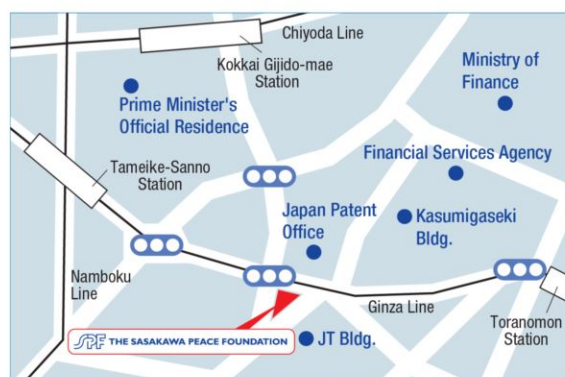 Chiyoda Line
Kokkai Gijido-mae
Station
Ministry of
Finance
Prime Minister's
Official Residence
Financial Services Agency
Tameike-Sanno
Station
Japan Patent
Office
Kasumigaseki
Bldg.
Namboku
Line
Ginza Line
Toranomon
Station
SPF THE SASAKAWA PEACE FOUNDATION
JT Bldg.